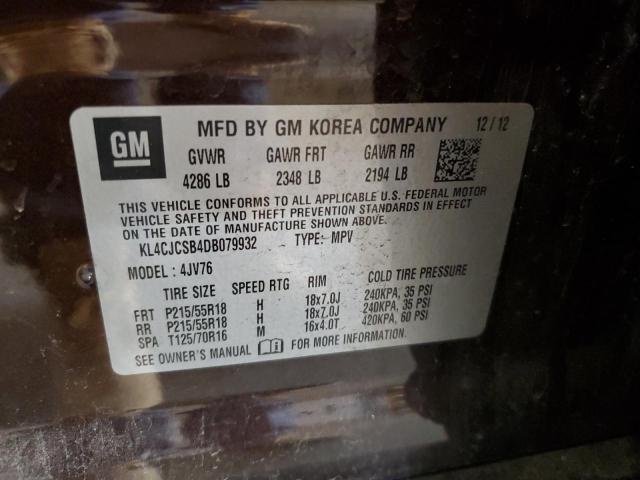 GM MFD BY GM KOREA COMPANY 12/12
GVWR GAWR FRT GAWR RR
4286 LB 2348 LB 2194 LB
THIS VEHICLE CONFORMS TO ALL APPLICABLE U.S. FEDERAL MOTOR
VEHICLE SAFETY AND THEFT PREVENTION STANDARDS IN EFFECT
ON THE DATE OF MANUFACTURE SHOWN ABOVE.
KL4CJCSB4DB079932 TYPE: MPV
MODEL: 4JV76
TIRE SIZE SPEED RTG RIM COLD TIRE PRESSURE
FRT P215/55R18 H 18x7.0J 240KPA, 35 PSI
RR P215/55R18 H 18x7.0J 240KPA, 35 PSI
SPA T125/70R16 M 16x4.0T 420KPA, 60 PSI
SEE OWNER'S MANUAL FOR MORE INFORMATION.